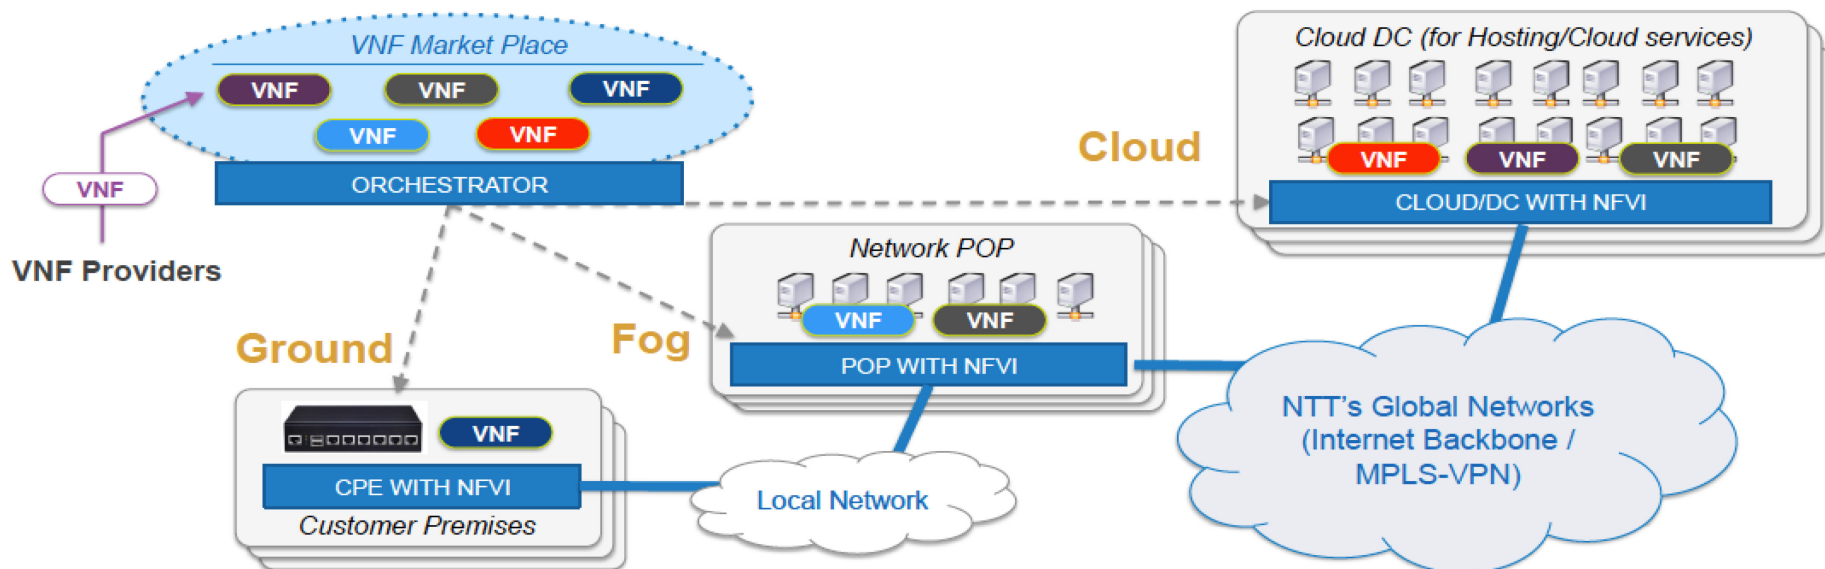 VNF Market Place
VNF
VNF
VNF
VNF
VNF
ORCHESTRATOR
VNF
VNF Providers
Cloud
Cloud DC (for Hosting/Cloud services)
VNF
VNF
VNF
CLOUD/DC WITH NFVI
Ground
Fog
Network POP
VNF
VNF
POP WITH NFVI
VNF
CPE WITH NFVI
Customer Premises
Local Network
NTT's Global Networks
(Internet Backbone /
MPLS-VPN)